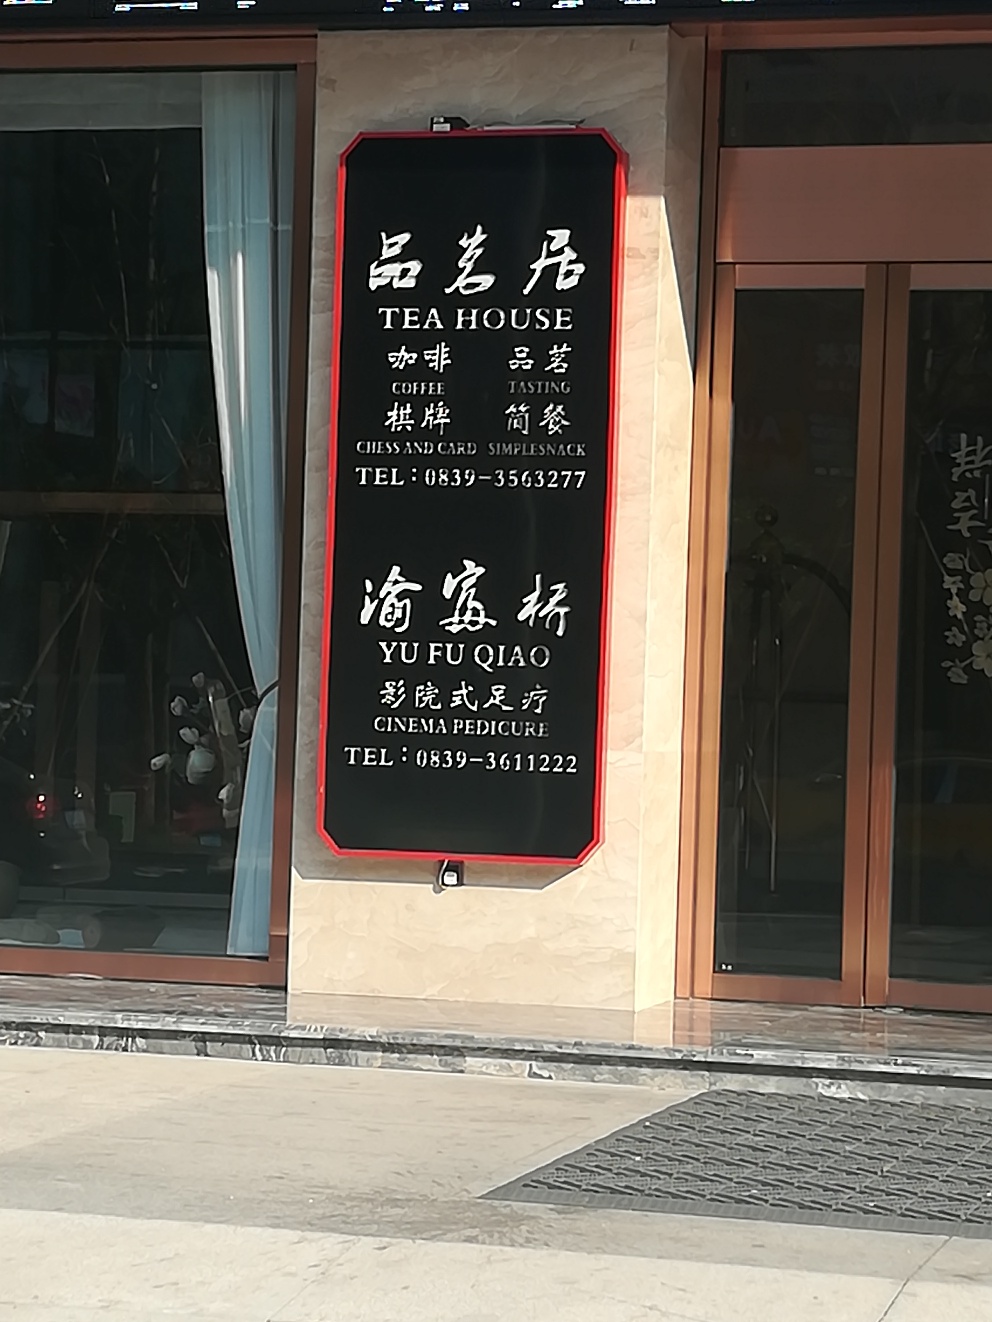 品茗居
TEA HOUSE
咖啡 品茗
COFFEE TASTING
棋牌 简餐
CHESS AND CARD SIMPLESNACK
TEL：0839-3563277
渝富桥
YU FU QIAO
影院式足疗
CINEMA PEDICURE
TEL：0839-3611222